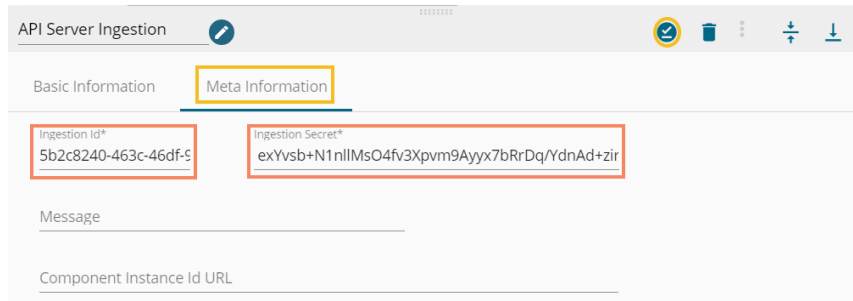 API Server Ingestion
Basic Information
Meta Information
Ingestion Id*
Ingestion Secret*
5b2c8240-463c-46df-9
exYvsb+N1nllMsO4fv3Xpvm9Ayyx7bRrDq/YdnAd+zir
Message
Component Instance Id URL